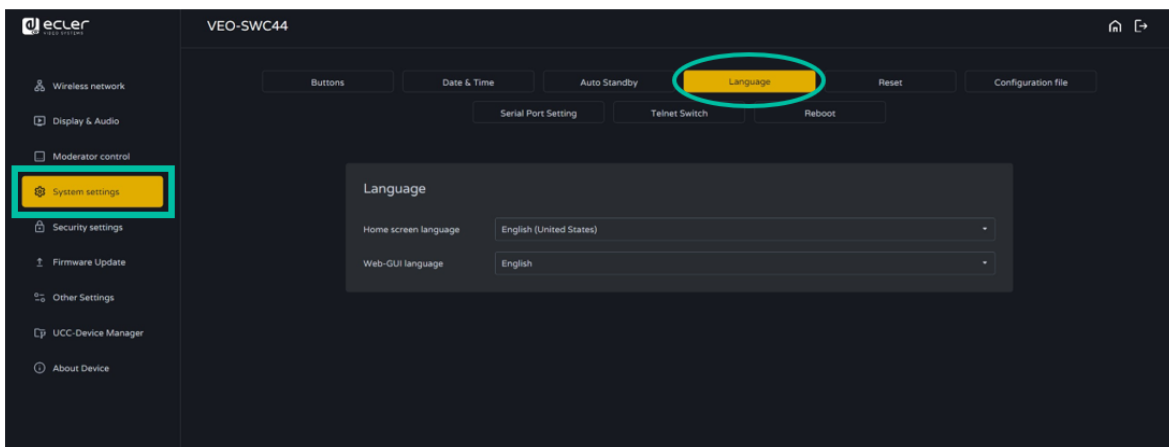 ecler
VIDEO SYSTEMS
VEO-SWC44
Wireless network
Display & Audio
Moderator control
System settings
Security settings
Firmware Update
Other Settings
UCC-Device Manager
About Device
Buttons Date & Time Auto Standby Language Reset Configuration file
Serial Port Setting Telnet Switch Reboot
Language
Home screen language English (United States)
Web-GUI language English